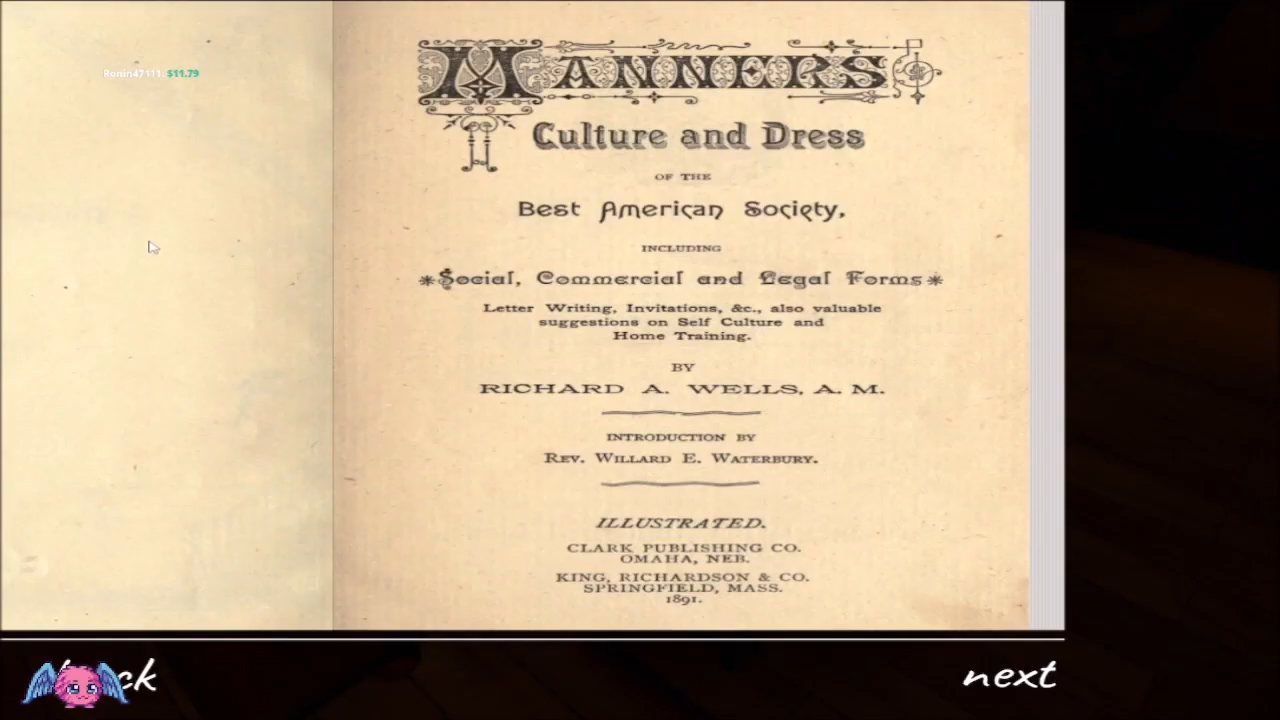 Ronin47111: $11.79
MANNERS
Culture and Dress
OF THE
Best American Society,
INCLUDING
*Social, Commercial and Legal Forms*
Letter Writing, Invitations, &c., also valuable
suggestions on Self Culture and
Home Training.
BY
RICHARD A. WELLS, A. M.
INTRODUCTION BY
REV. WILLARD E. WATERBURY.
ILLUSTRATED.
CLARK PUBLISHING CO.
OMAHA, NEB.
KING, RICHARDSON & CO.
SPRINGFIELD, MASS.
1891.
next